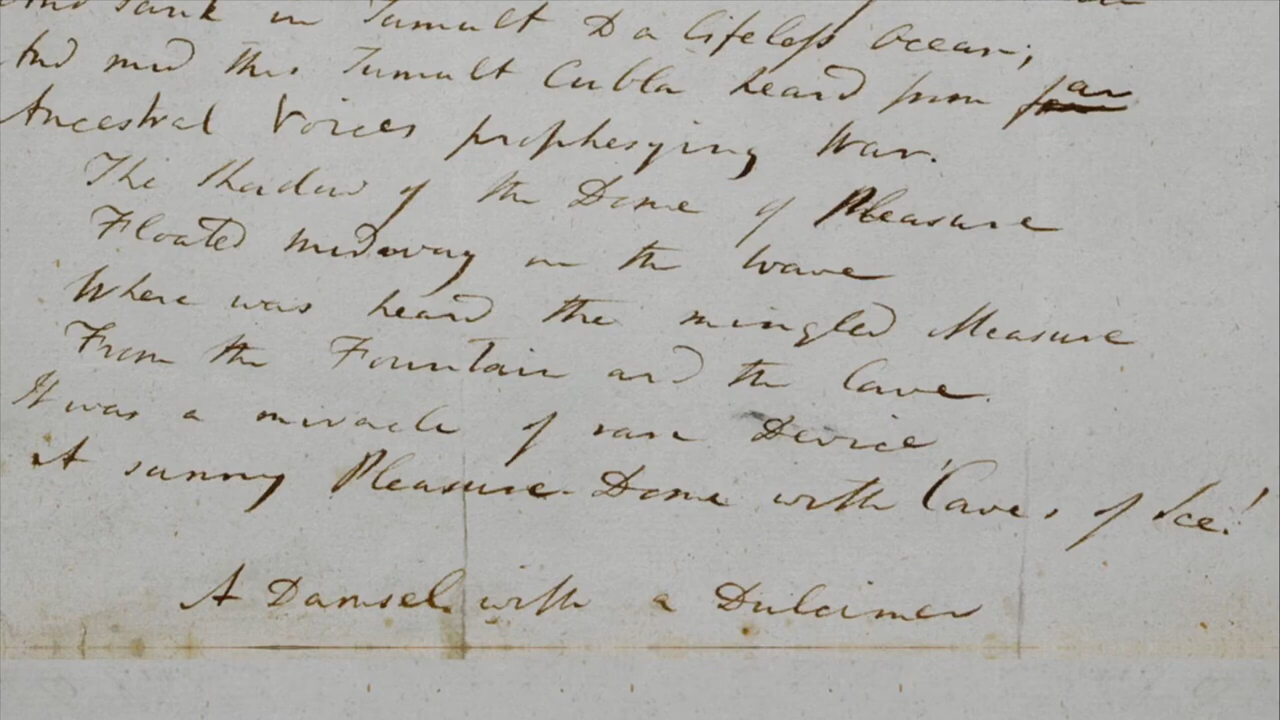 And sank in Tumult to a lifeless Ocean;
And mid this Tumult Cubla heard from far
Ancestral Voices prophesying War.
The Shadow of the Dome of Pleasure
Floated midway on the Wave
Where was heard the mingled Measure
From the Fountain and the Cave.
It was a miracle of rare Device,
A sunny Pleasure-Dome with Caves of Ice!
A Damsel with a Dulcimer